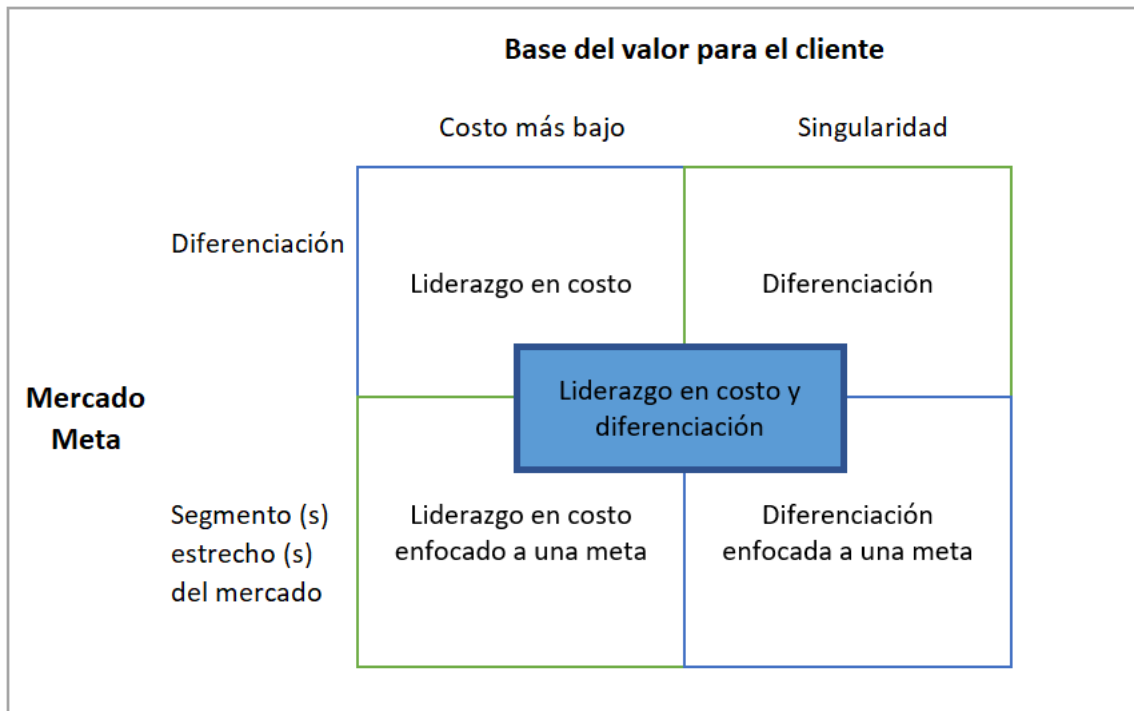 Base del valor para el cliente
Costo más bajo
Singularidad
Diferenciación
Liderazgo en costo
Diferenciación
Mercado
Meta
Liderazgo en costo y
diferenciación
Segmento (s)
estrecho (s)
del mercado
Liderazgo en costo
enfocado a una meta
Diferenciación
enfocada a una meta